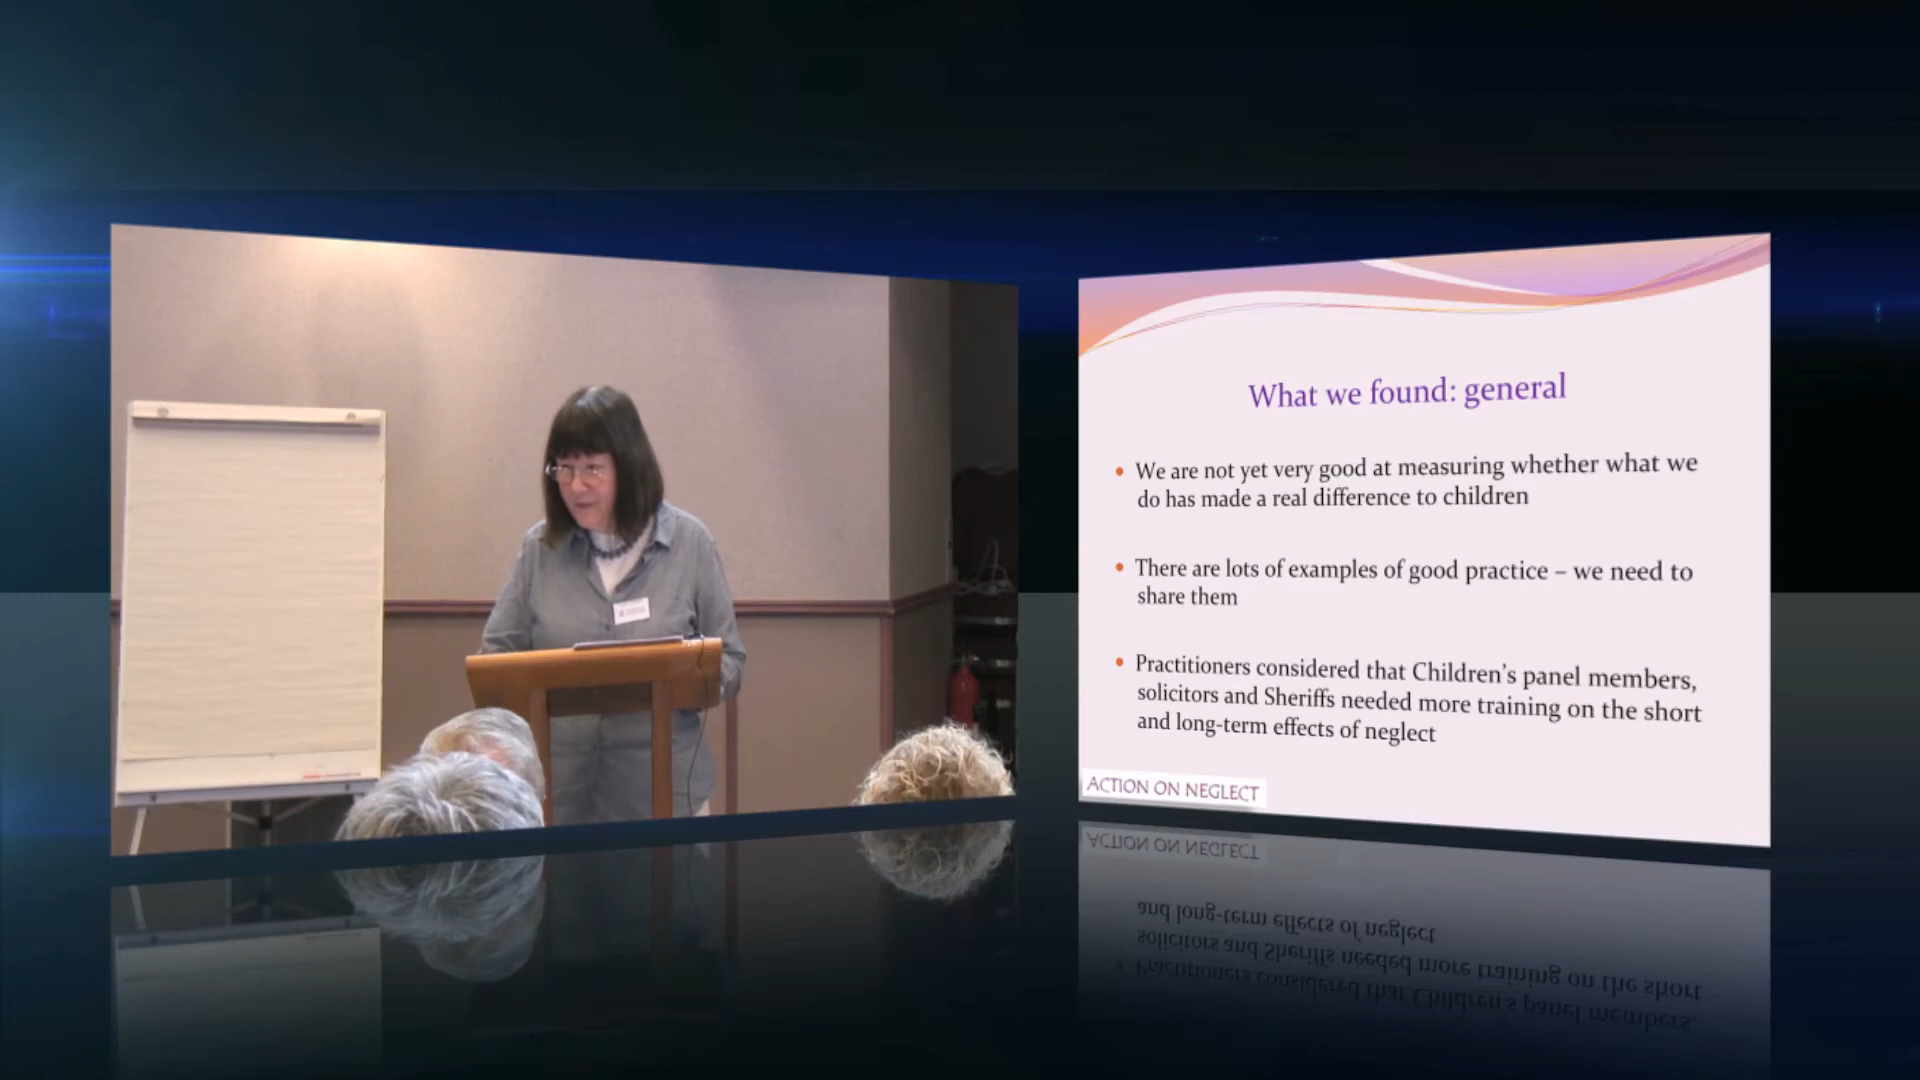 What we found: general
• We are not yet very good at measuring whether what we
do has made a real difference to children
• There are lots of examples of good practice – we need to
share them
• Practitioners considered that Children's panel members,
solicitors and Sheriffs needed more training on the short
and long-term effects of neglect
ACTION ON NEGLECT